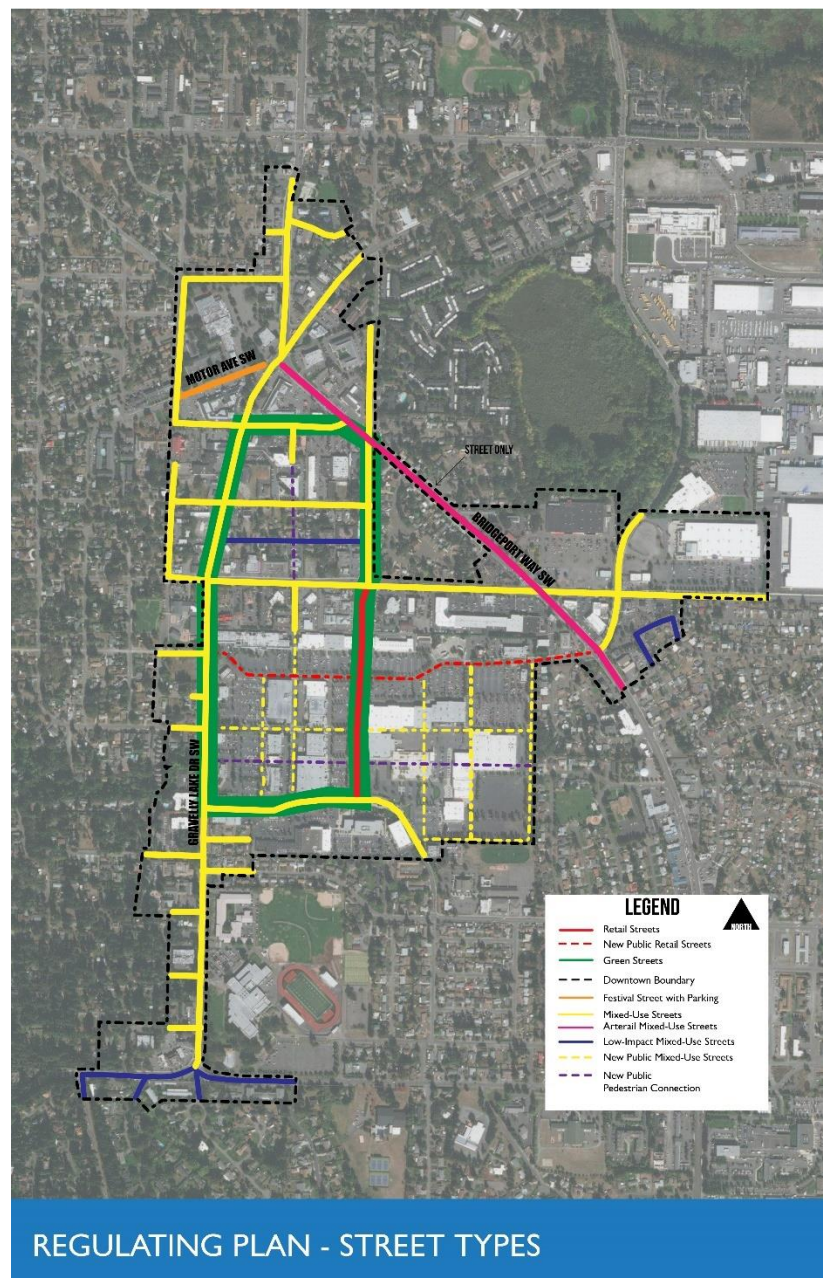 MOTOR AVE SW
STREET ONLY
BRIDGEPORT WAY SW
GRAVELLY LAKE DR SW
LEGEND
NORTH
Retail Streets
New Public Retail Streets
Green Streets
Downtown Boundary
Festival Street with Parking
Mixed-Use Streets
Arterail Mixed-Use Streets
Low-Impact Mixed-Use Streets
New Public Mixed-Use Streets
New Public
Pedestrian Connection
REGULATING PLAN - STREET TYPES